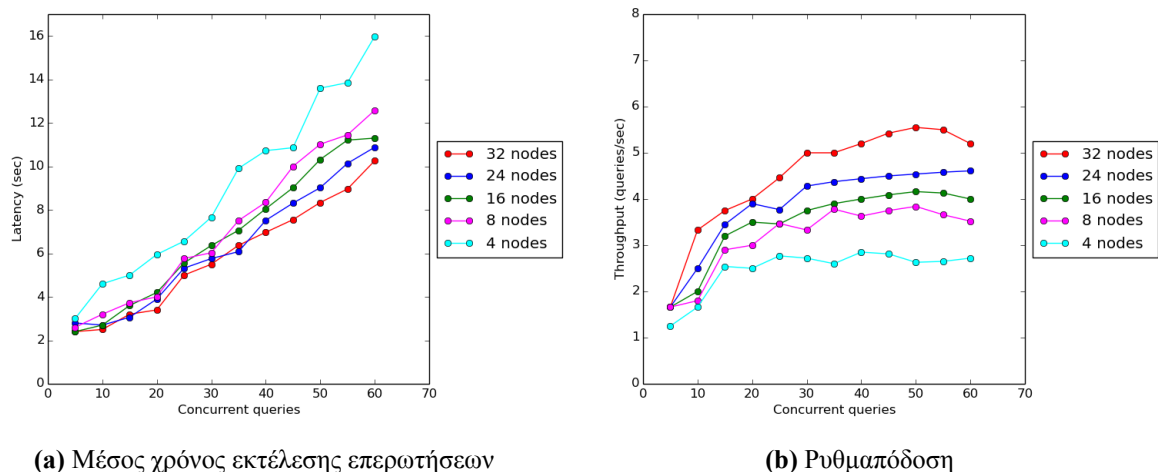 16
14
12
10
8
6
4
2
0
Latency (sec)
0 10 20 30 40 50 60 70
Concurrent queries
32 nodes
24 nodes
16 nodes
8 nodes
4 nodes
(a) Μέσος χρόνος εκτέλεσης επερωτήσεων
8
7
6
5
4
3
2
1
0
Throughput (queries/sec)
0 10 20 30 40 50 60 70
Concurrent queries
32 nodes
24 nodes
16 nodes
8 nodes
4 nodes
(b) Ρυθμαπόδοση